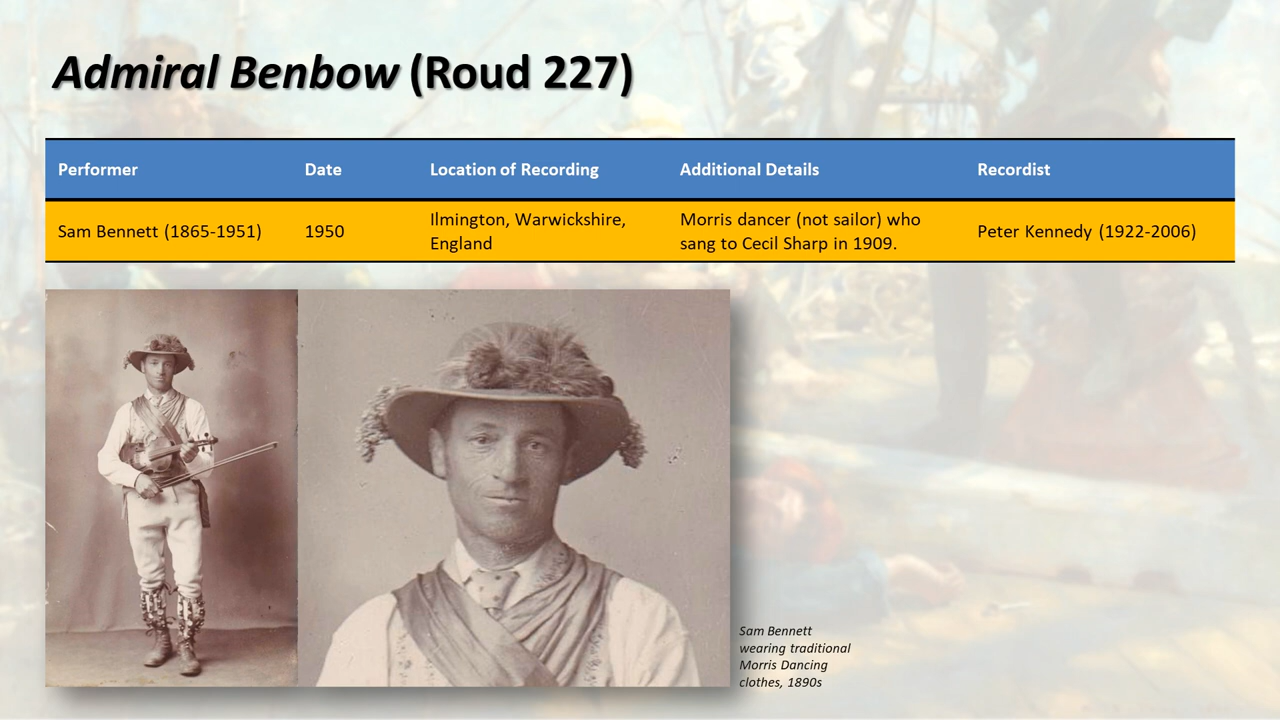 Admiral Benbow (Roud 227)
Performer Date Location of Recording Additional Details Recordist
Sam Bennett (1865-1951) 1950 Ilmington, Warwickshire, England Morris dancer (not sailor) who sang to Cecil Sharp in 1909. Peter Kennedy (1922-2006)
Sam Bennett
wearing traditional
Morris Dancing
clothes, 1890s